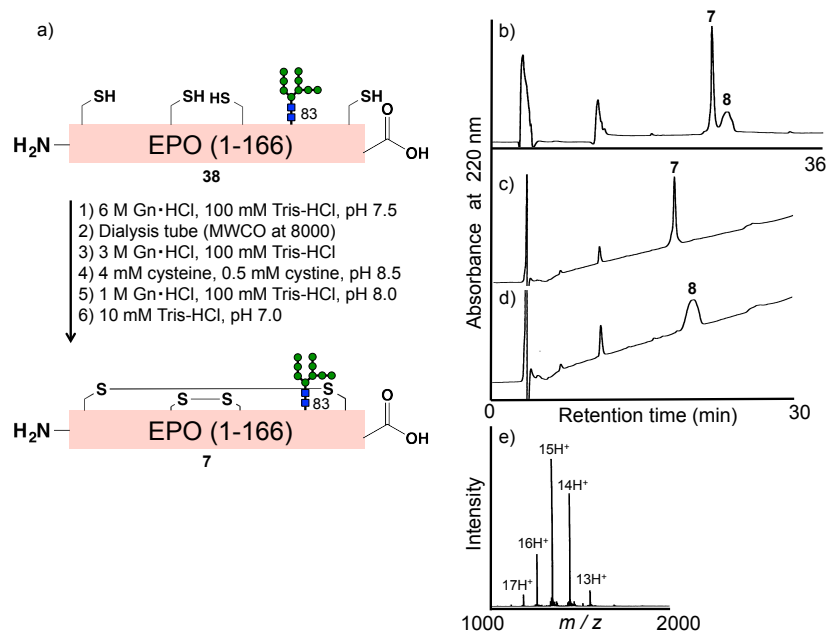 a)
SH
SH HS
SH
83
O
OH
H₂N
EPO (1-166)
38
1) 6 M Gn・HCl, 100 mM Tris-HCl, pH 7.5
2) Dialysis tube (MWCO at 8000)
3) 3 M Gn・HCl, 100 mM Tris-HCl
4) 4 mM cysteine, 0.5 mM cystine, pH 8.5
5) 1 M Gn・HCl, 100 mM Tris-HCl, pH 8.0
6) 10 mM Tris-HCl, pH 7.0
S S
S S
83
O
OH
H₂N
EPO (1-166)
7
Absorbance at 220 nm
b)
7
8
36
c)
7
d)
8
0 30
Retention time (min)
e)
Intensity
15H⁺
14H⁺
16H⁺
17H⁺
13H⁺
1000 m / z 2000